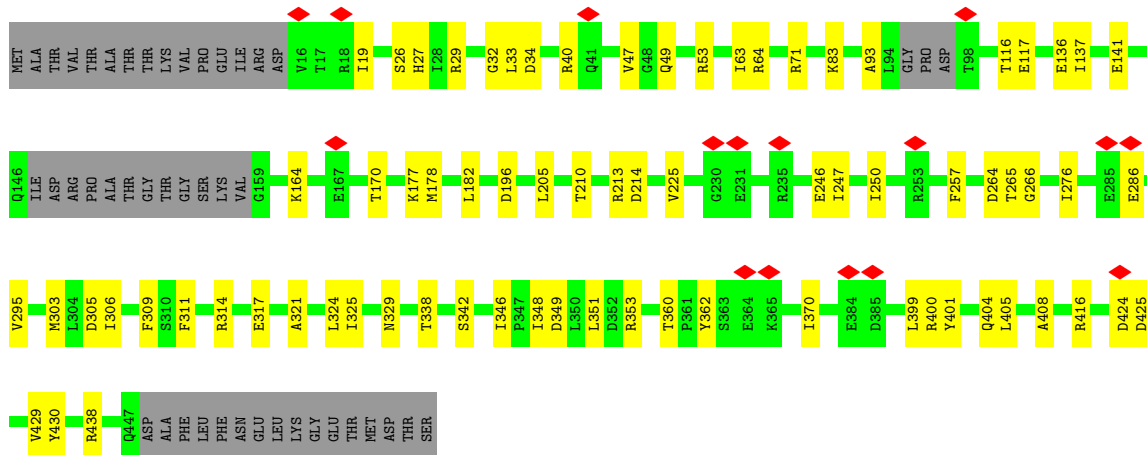 MET ALA THR VAL THR ALA THR THR LYS VAL PRO GLU ILE ARG ASP V16 T17 R18 I19 S26 H27 I28 R29 G32 L33 D34 R40 Q41 V47 G48 Q49 R53 I63 R64 R71 K83 A93 L94 GLY PRO ASP T98 T116 E117 E136 I137 E141
Q146 ILE ASP ARG PRO ALA THR GLY THR GLY SER LYS VAL G159 K164 E167 T170 K177 M178 L182 D196 L205 T210 R213 D214 V225 G230 E231 R235 E246 I247 I250 R253 F257 D264 T265 G266 I276 E285 E286
V295 M303 L304 D305 I306 F309 S310 F311 R314 E317 A321 L324 I325 N329 T338 S342 I346 P347 I348 D349 L350 L351 D352 R353 T360 P361 Y362 S363 E364 K365 I370 E384 D385 L399 R400 Y401 Q404 L405 A408 R416 D424 D425
V429 Y430 R438 Q447 ASP ALA PHE LEU PHE ASN GLU LEU LYS GLY GLU THR MET ASP THR SER